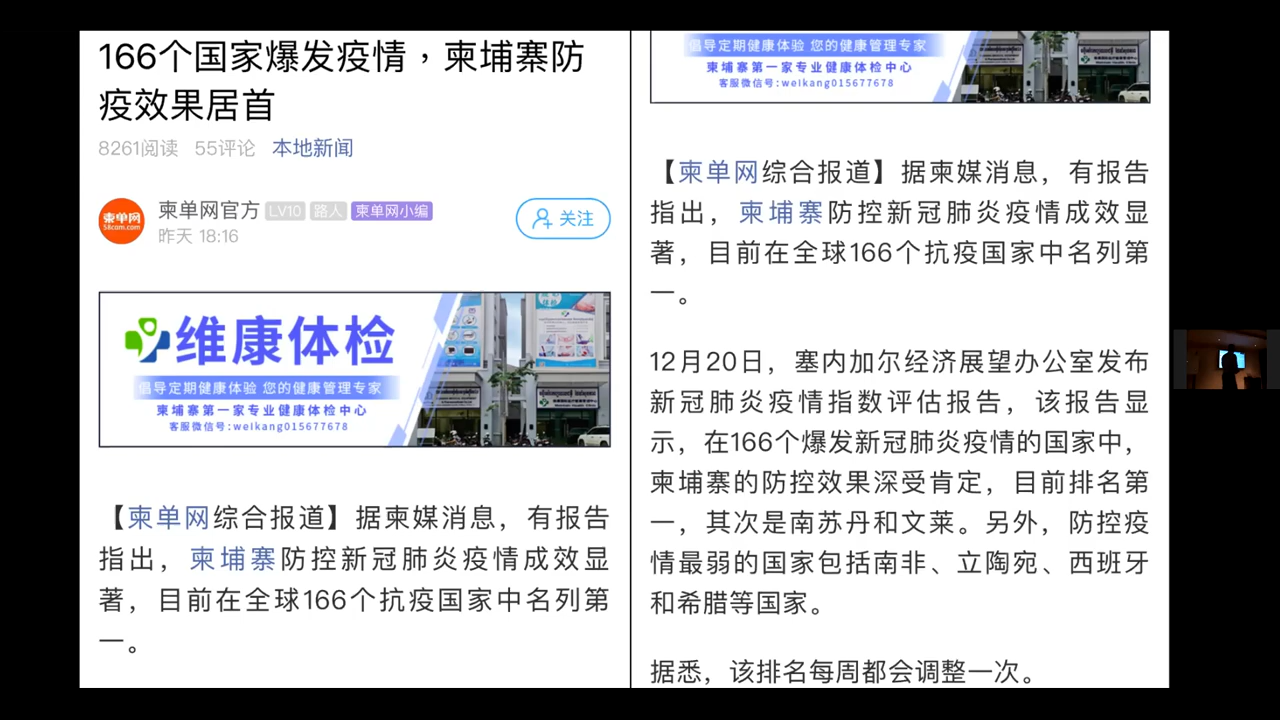 166个国家爆发疫情，柬埔寨防
疫效果居首
8261阅读 55评论 本地新闻
柬单网
58cam.com
柬单网官方 LV10 路人 柬单网小编
昨天 18:16
关注
维康体检
倡导定期健康体验 您的健康管理专家
柬埔寨第一家专业健康体检中心
客服微信号:weikang015677678
【柬单网综合报道】据柬媒消息，有报告
指出，柬埔寨防控新冠肺炎疫情成效显
著，目前在全球166个抗疫国家中名列第
一。
倡导定期健康体验 您的健康管理专家
柬埔寨第一家专业健康体检中心
客服微信号:weikang015677678
【柬单网综合报道】据柬媒消息，有报告
指出，柬埔寨防控新冠肺炎疫情成效显
著，目前在全球166个抗疫国家中名列第
一。
12月20日，塞内加尔经济展望办公室发布
新冠肺炎疫情指数评估报告，该报告显
示，在166个爆发新冠肺炎疫情的国家中，
柬埔寨的防控效果深受肯定，目前排名第
一，其次是南苏丹和文莱。另外，防控疫
情最弱的国家包括南非、立陶宛、西班牙
和希腊等国家。
据悉，该排名每周都会调整一次。